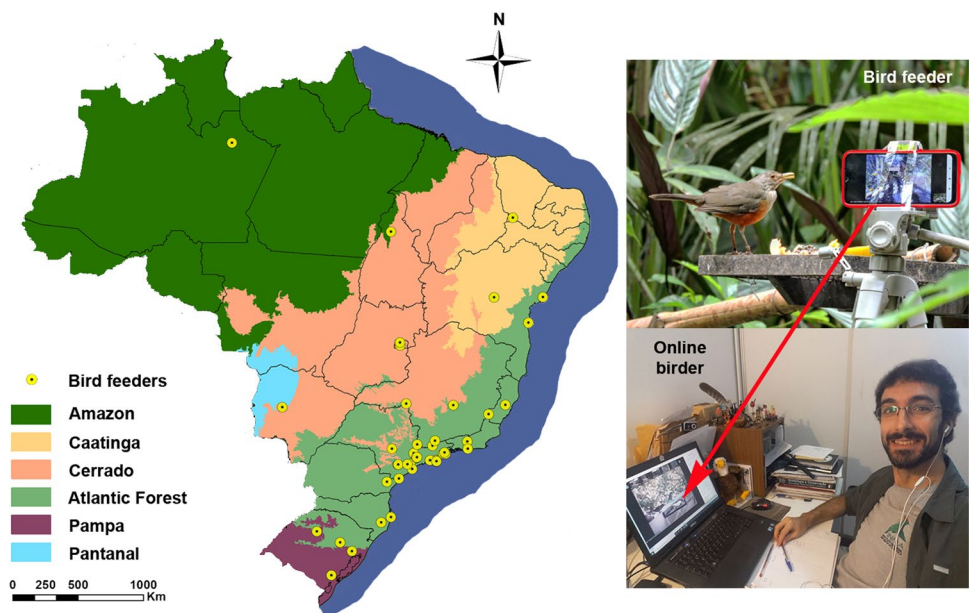 N
Bird feeders
Amazon
Caatinga
Cerrado
Atlantic Forest
Pampa
Pantanal
0 250 500 1000
Km
Bird feeder
Online
birder